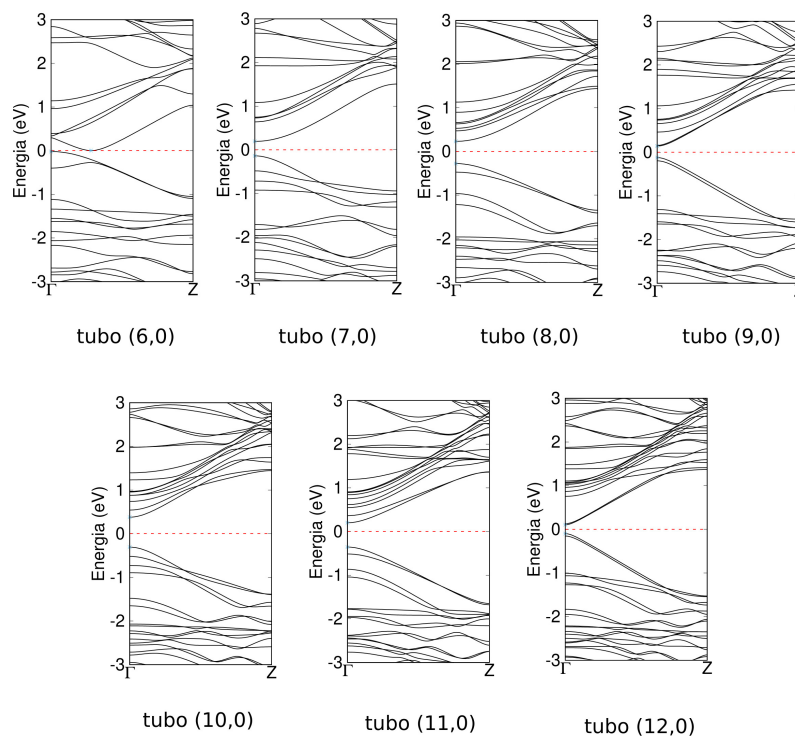 3
2
1
0
-1
-2
-3
Energia (eV)
Γ
Z
tubo (6,0)
3
2
1
0
-1
-2
-3
Energia (eV)
Γ
Z
tubo (7,0)
3
2
1
0
-1
-2
-3
Energia (eV)
Γ
Z
tubo (8,0)
3
2
1
0
-1
-2
-3
Energia (eV)
Γ
Z
tubo (9,0)
3
2
1
0
-1
-2
-3
Energia (eV)
Γ
Z
tubo (10,0)
3
2
1
0
-1
-2
-3
Energia (eV)
Γ
Z
tubo (11,0)
3
2
1
0
-1
-2
-3
Energia (eV)
Γ
Z
tubo (12,0)